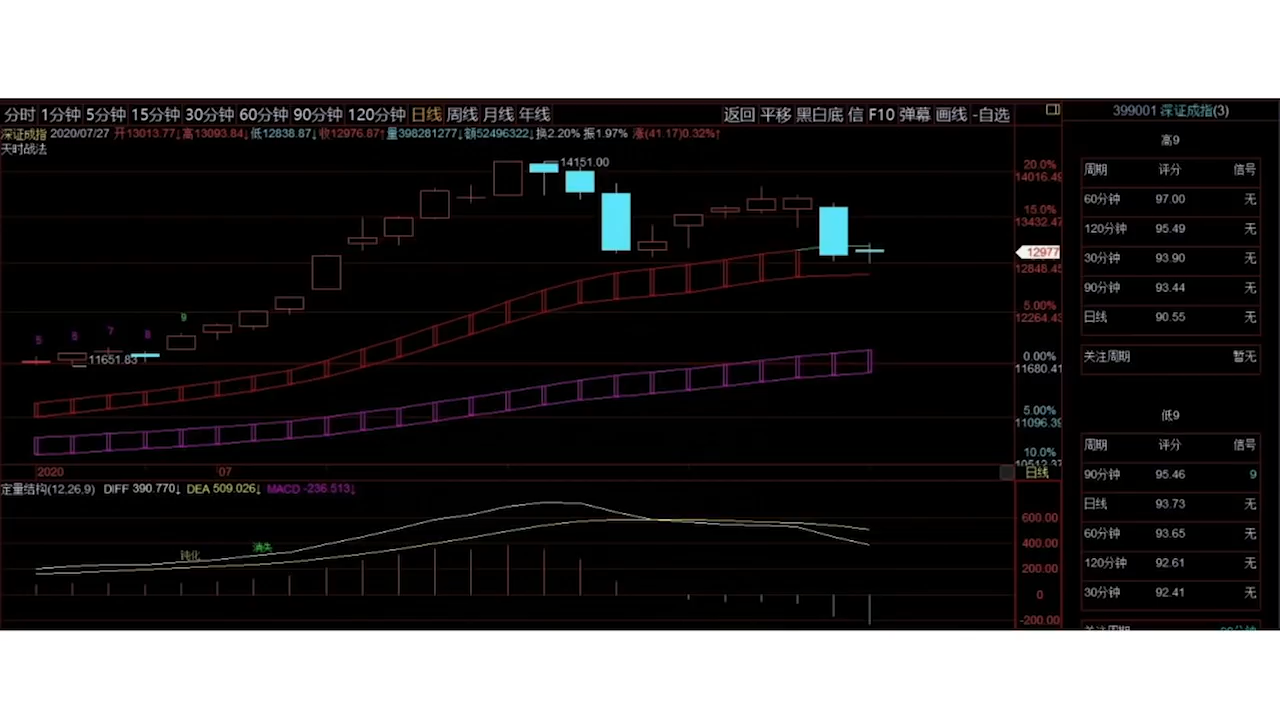 分时 1分钟 5分钟 15分钟 30分钟 60分钟 90分钟 120分钟 日线 周线 月线 年线 返回 平移 黑白底 信 F10 弹幕 画线 -自选
深证成指 2020/07/27 开13013.77↓高13093.84↓低12838.87↓收12976.87↑量398281277↓额52496322↓换2.20% 振1.97% 涨(41.17)0.32%↑
天时战法
14151.00
11651.83
5 6 7 8 9
20.0%
14016.49
15.0%
13432.47
12977
12848.45
5.00%
12264.43
0.00%
11680.41
5.00%
11096.39
10.0%
10512.37
2020 07 日线
定量结构(12,26,9) DIFF 390.770↓ DEA 509.026↓ MACD -236.513↓
钝化 消失
600.00
400.00
200.00
0
-200.00
399001 深证成指(3)
高9
周期 评分 信号
60分钟 97.00 无
120分钟 95.49 无
30分钟 93.90 无
90分钟 93.44 无
日线 90.55 无
关注周期 暂无
低9
周期 评分 信号
90分钟 95.46 9
日线 93.73 无
60分钟 93.65 无
120分钟 92.61 无
30分钟 92.41 无
关注周期 90分钟